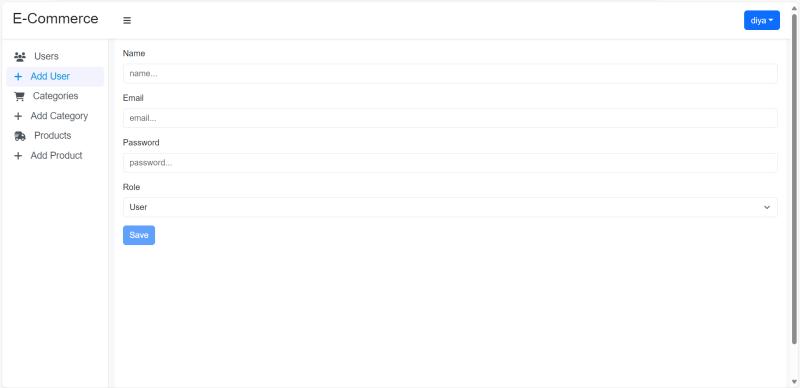 E-Commerce
diya
Users
Add User
Categories
Add Category
Products
Add Product
Name
name...
Email
email...
Password
password...
Role
User
Save